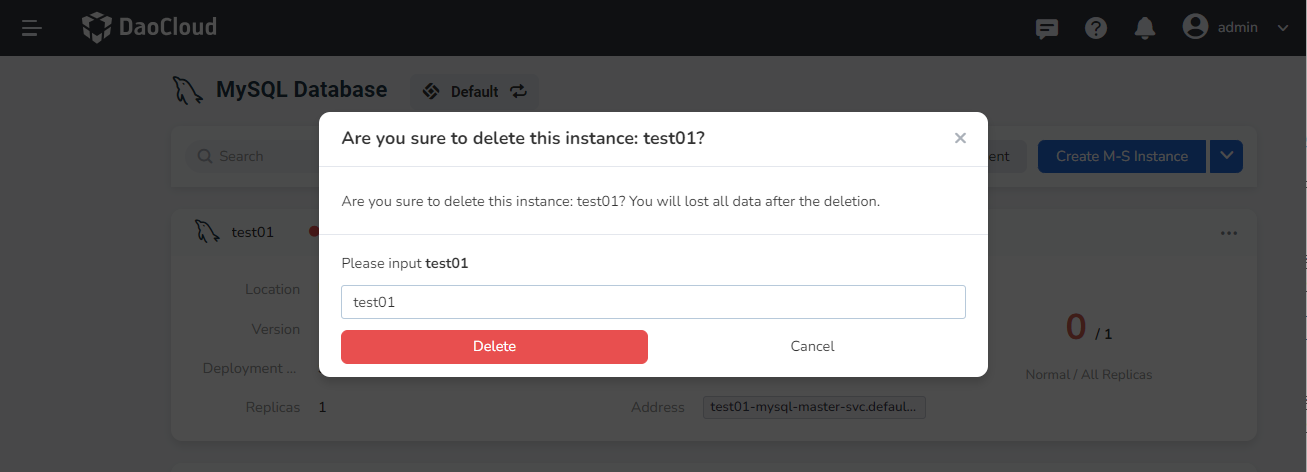 DaoCloud
admin
MySQL Database
Default
Are you sure to delete this instance: test01?
Search
ent
Create M-S Instance
Are you sure to delete this instance: test01? You will lost all data after the deletion.
test01
Please input test01
Location
test01
Version
0 / 1
Delete
Cancel
Deployment ...
Normal / All Replicas
Replicas
1
Address
test01-mysql-master-svc.defaul...